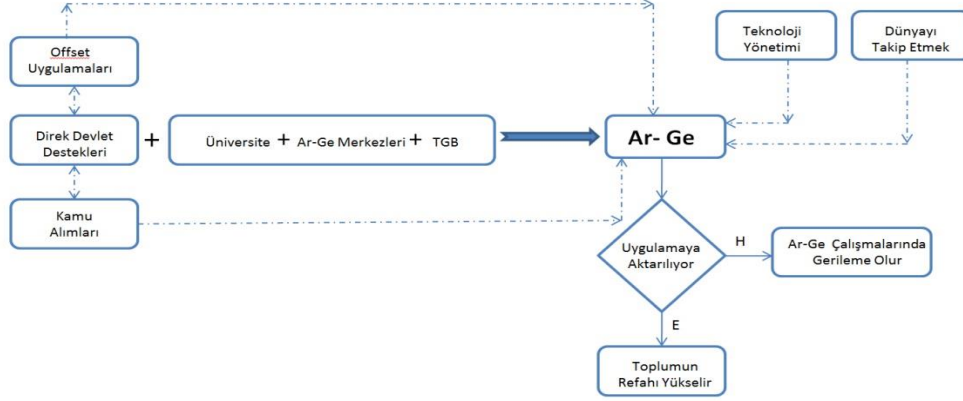 Offset
Uygulamaları
Teknoloji
Yönetimi
Dünyayı
Takip Etmek
Direk Devlet
Destekleri
+
Üniversite + Ar-Ge Merkezleri + TGB
Ar- Ge
Kamu
Alımları
Uygulamaya
Aktarılıyor
H
Ar-Ge Çalışmalarında
Gerileme Olur
E
Toplumun
Refahı Yükselir